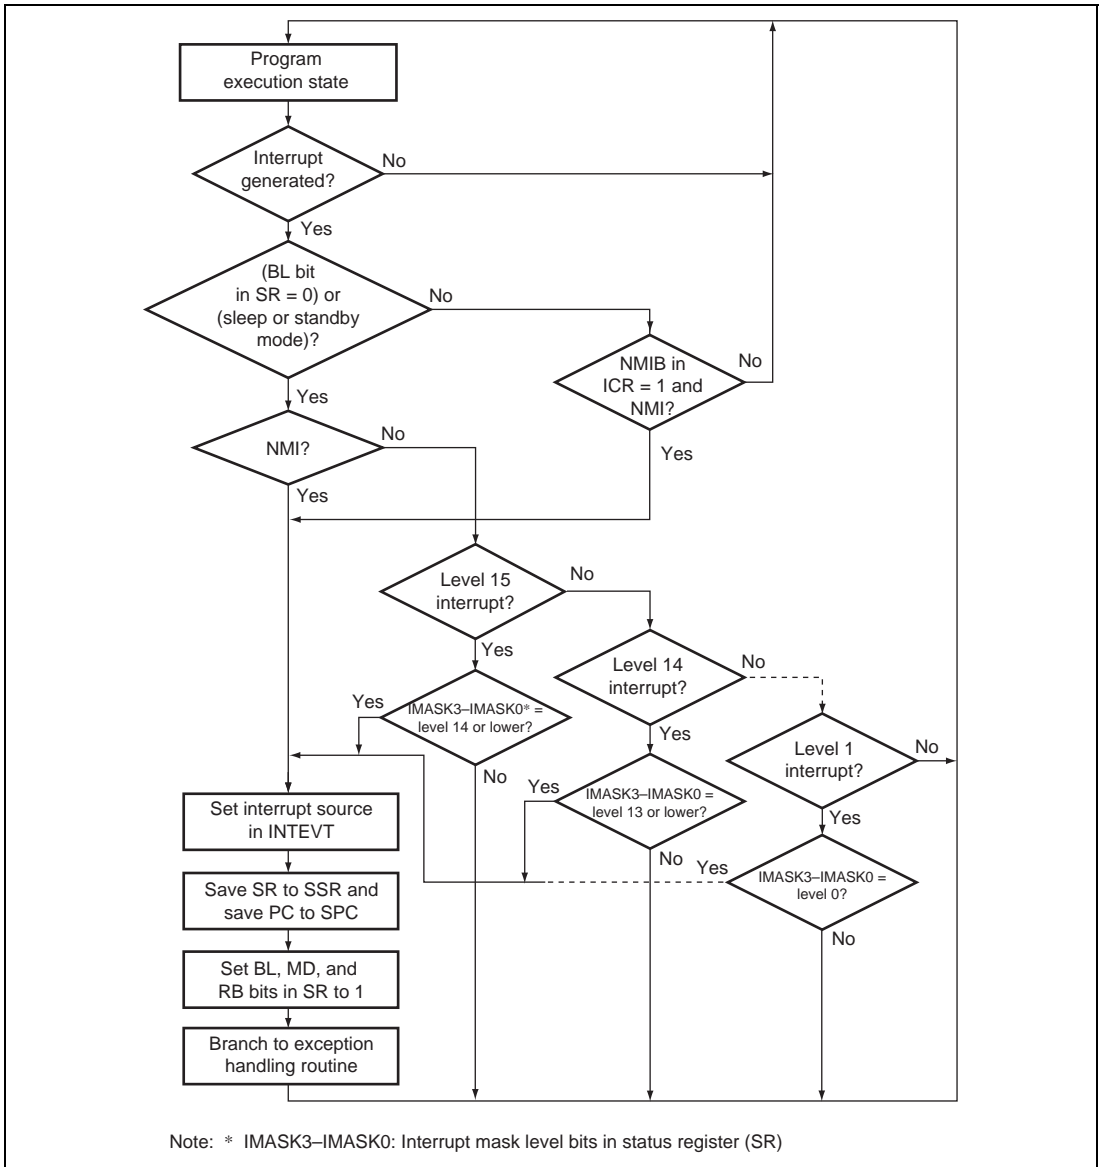 Program
execution state
Interrupt
generated?
No
Yes
(BL bit
in SR = 0) or
(sleep or standby
mode)?
No
Yes
NMIB in
ICR = 1 and
NMI?
No
Yes
NMI?
No
Yes
Level 15
interrupt?
No
Yes
Level 14
interrupt?
No
Yes
IMASK3–IMASK0* =
level 14 or lower?
Yes
No
Level 1
interrupt?
No
Yes
IMASK3–IMASK0 =
level 13 or lower?
Yes
No
IMASK3–IMASK0 =
level 0?
Yes
No
Set interrupt source
in INTEVT
Save SR to SSR and
save PC to SPC
Set BL, MD, and
RB bits in SR to 1
Branch to exception
handling routine
Note: * IMASK3–IMASK0: Interrupt mask level bits in status register (SR)